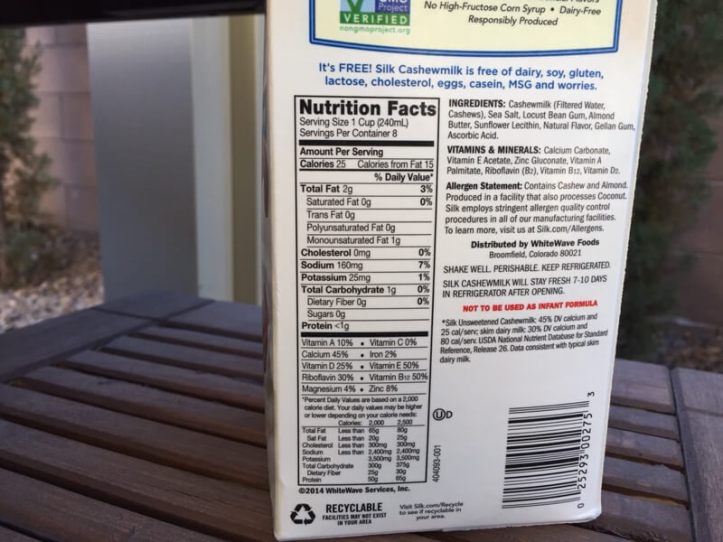 Project
VERIFIED
nongmoproject.org
No High-Fructose Corn Syrup • Dairy-Free
Responsibly Produced
It's FREE! Silk Cashewmilk is free of dairy, soy, gluten,
lactose, cholesterol, eggs, casein, MSG and worries.
Nutrition Facts
Serving Size 1 Cup (240mL)
Servings Per Container 8
Amount Per Serving
Calories 25 Calories from Fat 15
% Daily Value*
Total Fat 2g 3%
Saturated Fat 0g 0%
Trans Fat 0g
Polyunsaturated Fat 0g
Monounsaturated Fat 1g
Cholesterol 0mg 0%
Sodium 160mg 7%
Potassium 25mg 1%
Total Carbohydrate 1g 0%
Dietary Fiber 0g 0%
Sugars 0g
Protein <1g
Vitamin A 10% • Vitamin C 0%
Calcium 45% • Iron 2%
Vitamin D 25% • Vitamin E 50%
Riboflavin 30% • Vitamin B12 50%
Magnesium 4% • Zinc 8%
*Percent Daily Values are based on a 2,000
calorie diet. Your daily values may be higher
or lower depending on your calorie needs:
Calories: 2,000 2,500
Total Fat Less than 65g 80g
Sat Fat Less than 20g 25g
Cholesterol Less than 300mg 300mg
Sodium Less than 2,400mg 2,400mg
Potassium 3,500mg 3,500mg
Total Carbohydrate 300g 375g
Dietary Fiber 25g 30g
Protein 50g 65g
©2014 WhiteWave Services, Inc.
RECYCLABLE
FACILITIES MAY NOT EXIST
IN YOUR AREA
Visit Silk.com/Recycle
to see if recyclable in
your area.
INGREDIENTS: Cashewmilk (Filtered Water,
Cashews), Sea Salt, Locust Bean Gum, Almond
Butter, Sunflower Lecithin, Natural Flavor, Gellan Gum,
Ascorbic Acid.
VITAMINS & MINERALS: Calcium Carbonate,
Vitamin E Acetate, Zinc Gluconate, Vitamin A
Palmitate, Riboflavin (B2), Vitamin B12, Vitamin D2.
Allergen Statement: Contains Cashew and Almond.
Produced in a facility that also processes Coconut.
Silk employs stringent allergen quality control
procedures in all of our manufacturing facilities.
To learn more, visit us at Silk.com/Allergens.
Distributed by WhiteWave Foods
Broomfield, Colorado 80021
SHAKE WELL. PERISHABLE. KEEP REFRIGERATED.
SILK CASHEWMILK WILL STAY FRESH 7-10 DAYS
IN REFRIGERATOR AFTER OPENING.
NOT TO BE USED AS INFANT FORMULA
*Silk Unsweetened Cashewmilk: 45% DV calcium and
25 cal/serv; skim dairy milk: 30% DV calcium and
80 cal/serv. USDA National Nutrient Database for Standard
Reference, Release 26. Data consistent with typical skim
dairy milk.
UD
404093-001
0 25293 00275 3